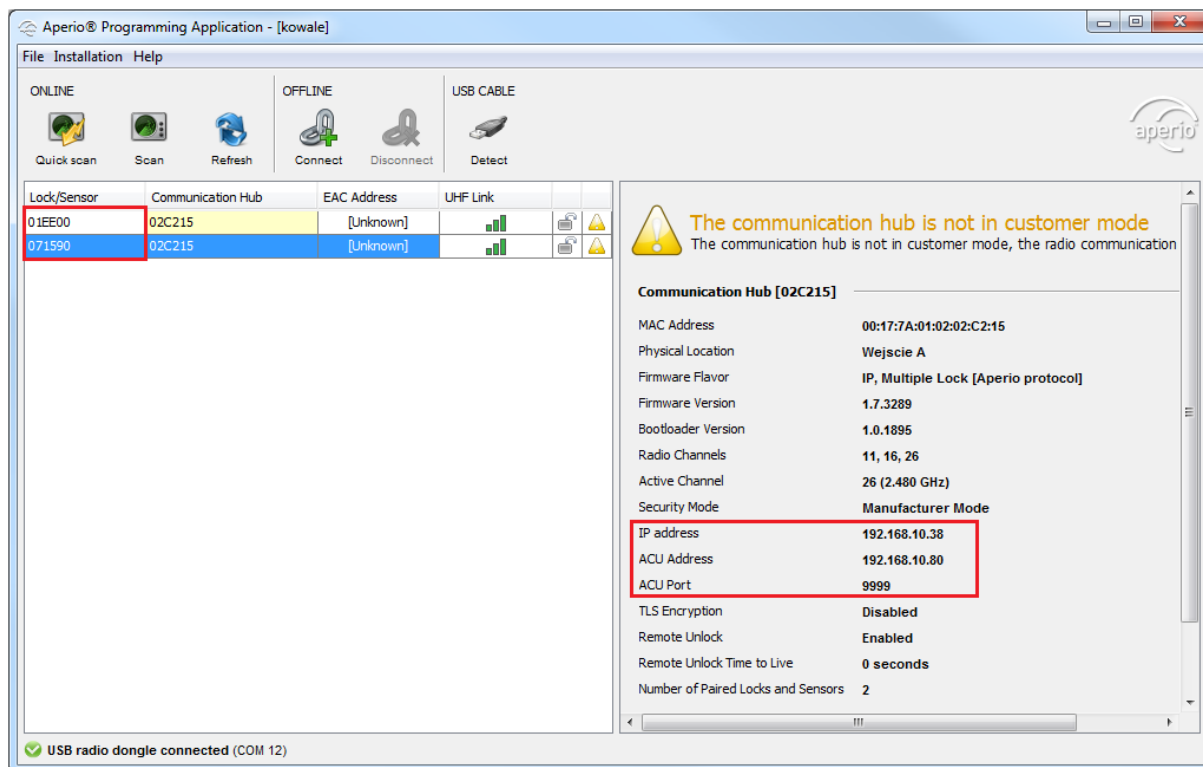 Aperio® Programming Application - [kowale]
File Installation Help
ONLINE OFFLINE USB CABLE
Quick scan Scan Refresh Connect Disconnect Detect
aperio
Lock/Sensor Communication Hub EAC Address UHF Link
01EE00 02C215 [Unknown]
071590 02C215 [Unknown]
The communication hub is not in customer mode
The communication hub is not in customer mode, the radio communication
Communication Hub [02C215]
MAC Address 00:17:7A:01:02:02:C2:15
Physical Location Wejscie A
Firmware Flavor IP, Multiple Lock [Aperio protocol]
Firmware Version 1.7.3289
Bootloader Version 1.0.1895
Radio Channels 11, 16, 26
Active Channel 26 (2.480 GHz)
Security Mode Manufacturer Mode
IP address 192.168.10.38
ACU Address 192.168.10.80
ACU Port 9999
TLS Encryption Disabled
Remote Unlock Enabled
Remote Unlock Time to Live 0 seconds
Number of Paired Locks and Sensors 2
USB radio dongle connected (COM 12)